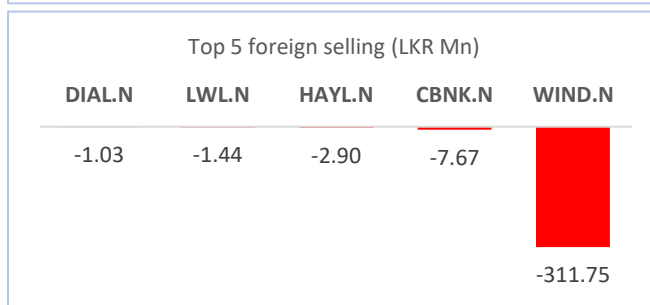 Top 5 foreign selling (LKR Mn)
DIAL.N LWL.N HAYL.N CBNK.N WIND.N
-1.03 -1.44 -2.90 -7.67
-311.75